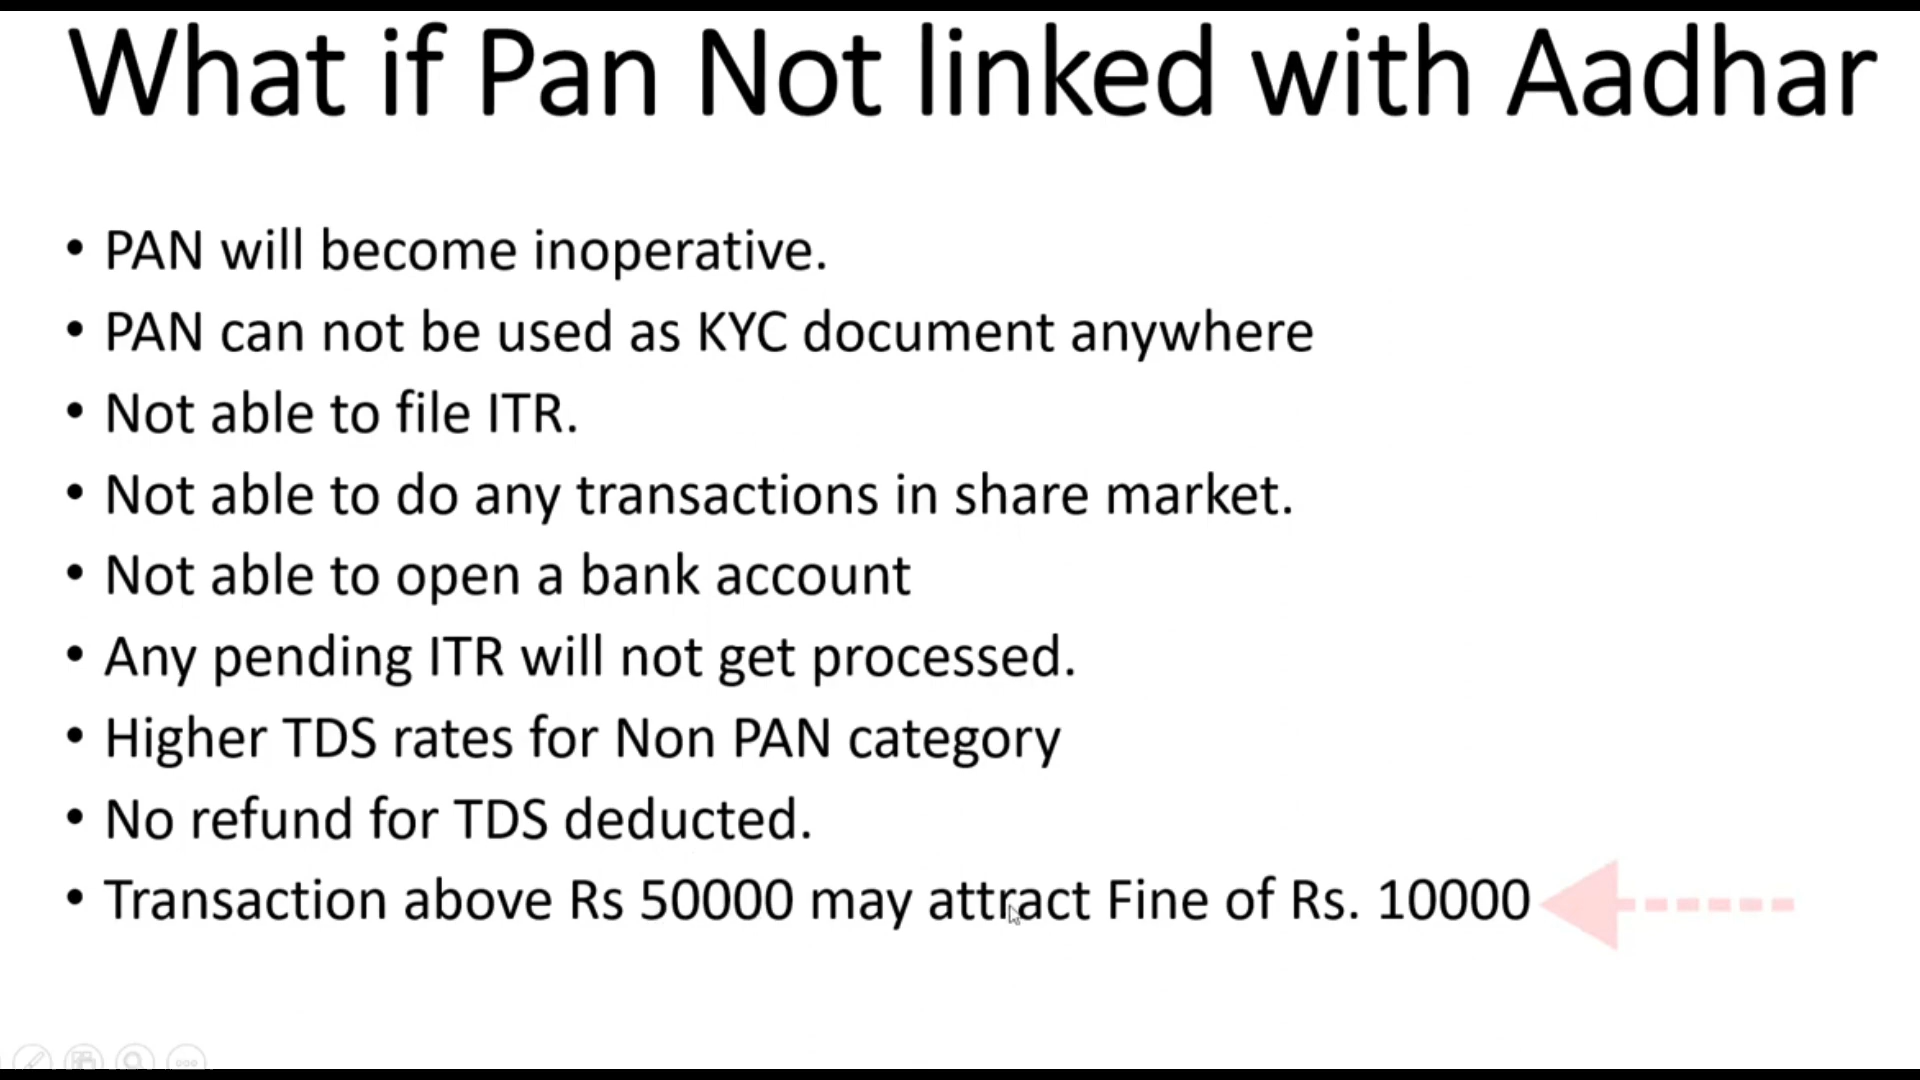 What if Pan Not linked with Aadhar
• PAN will become inoperative.
• PAN can not be used as KYC document anywhere
• Not able to file ITR.
• Not able to do any transactions in share market.
• Not able to open a bank account
• Any pending ITR will not get processed.
• Higher TDS rates for Non PAN category
• No refund for TDS deducted.
• Transaction above Rs 50000 may attract Fine of Rs. 10000